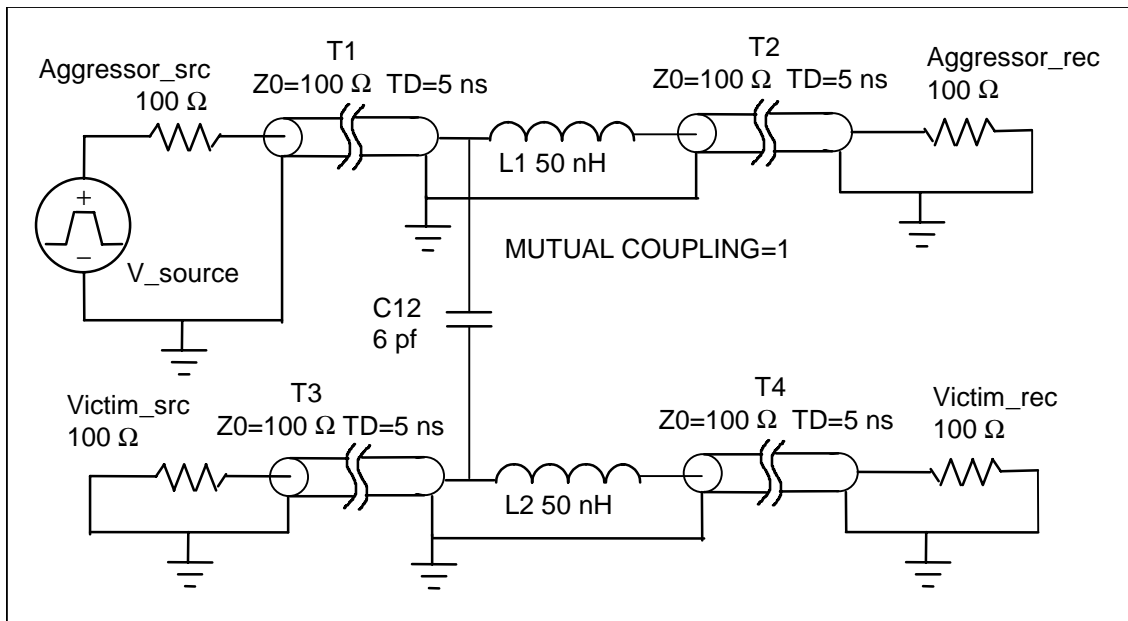 T1
Z0=100 Ω TD=5 ns
T2
Z0=100 Ω TD=5 ns
Aggressor_src
100 Ω
Aggressor_rec
100 Ω
L1 50 nH
+
−
V_source
MUTUAL COUPLING=1
C12
6 pf
T3
Z0=100 Ω TD=5 ns
T4
Z0=100 Ω TD=5 ns
Victim_src
100 Ω
Victim_rec
100 Ω
L2 50 nH